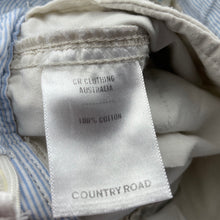 CR CLOTHING
AUSTRALIA
100% COTTON
COUNTRY ROAD